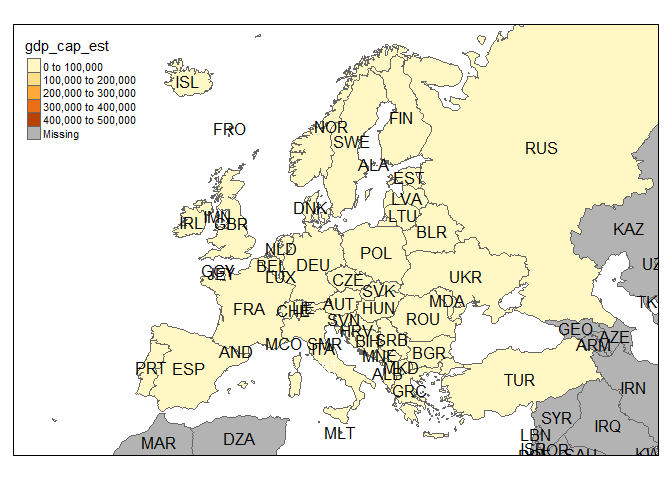 gdp_cap_est
0 to 100,000
100,000 to 200,000
200,000 to 300,000
300,000 to 400,000
400,000 to 500,000
Missing
ISL
FRO
NOR
SWE
FIN
RUS
ALA
EST
LVA
LTU
DNK
IRL
IMN
GBR
BLR
KAZ
NLD
BEL
DEU
POL
GGY
JEY
LUX
CZE
UKR
UZ
SVK
FRA
CHE
LIE
AUT
HUN
MDA
TK
SVN
ROU
HRV
GEO
AZE
ARM
MCO
SMR
ITA
BIH
SRB
AND
MNE
BGR
PRT
ESP
MKD
ALB
TUR
IRN
GRC
SYR
IRQ
MLT
LBN
MAR
DZA
ISR
JOR
SAU
KW